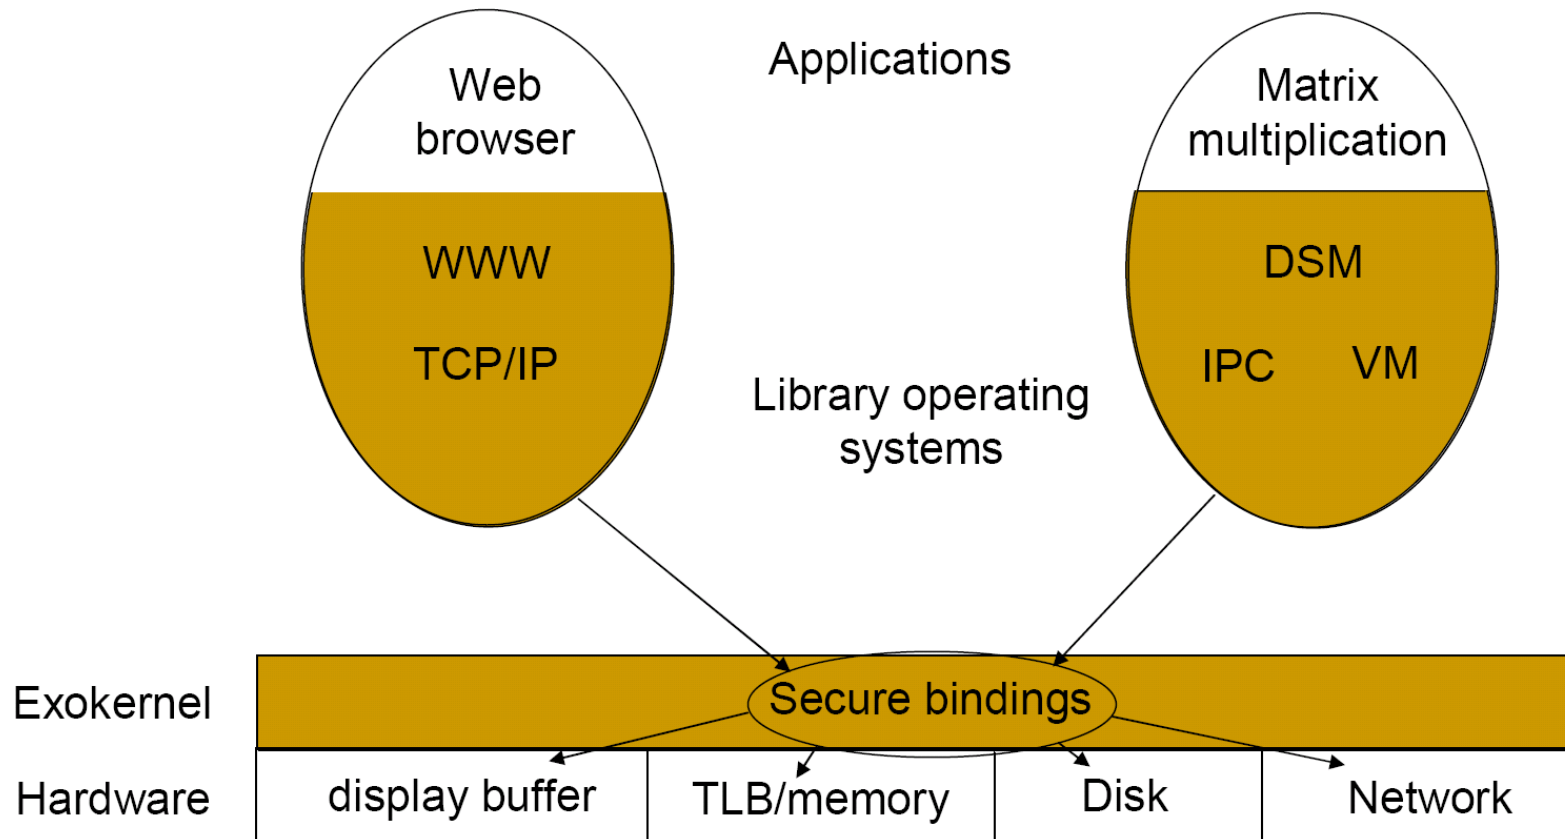 Applications
Web
browser
Matrix
multiplication
WWW
TCP/IP
DSM
IPC
VM
Library operating
systems
Exokernel
Secure bindings
Hardware
display buffer
TLB/memory
Disk
Network